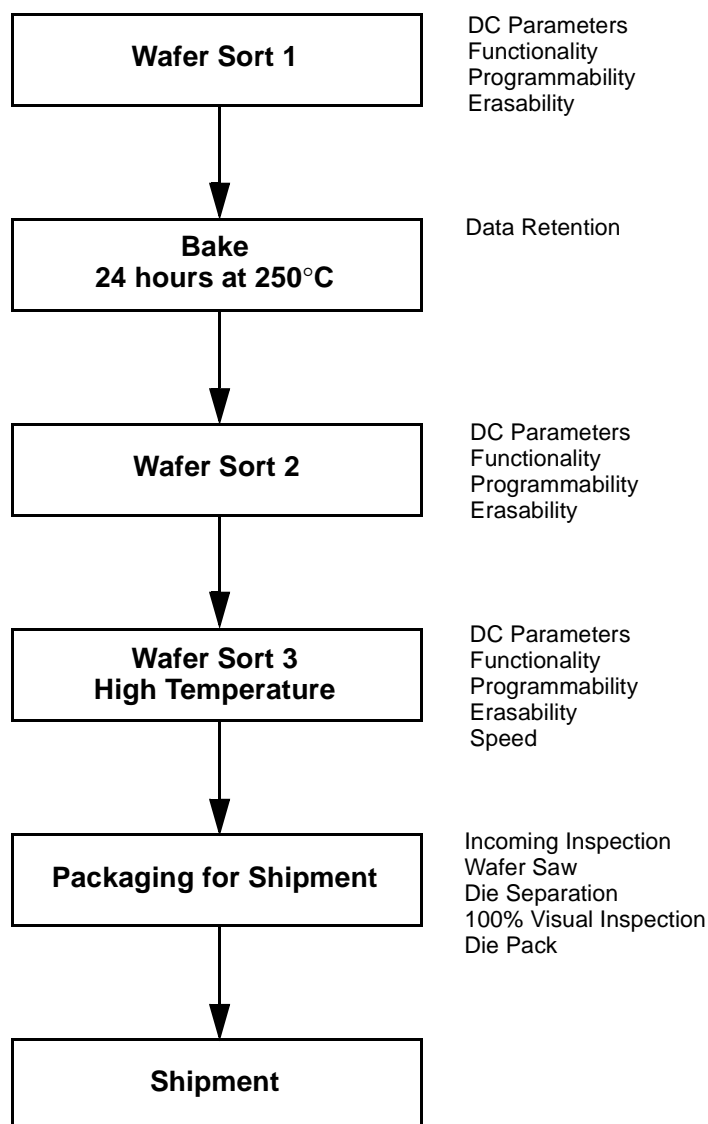 Wafer Sort 1
DC Parameters
Functionality
Programmability
Erasability
Bake
24 hours at 250°C
Data Retention
Wafer Sort 2
DC Parameters
Functionality
Programmability
Erasability
Wafer Sort 3
High Temperature
DC Parameters
Functionality
Programmability
Erasability
Speed
Packaging for Shipment
Incoming Inspection
Wafer Saw
Die Separation
100% Visual Inspection
Die Pack
Shipment